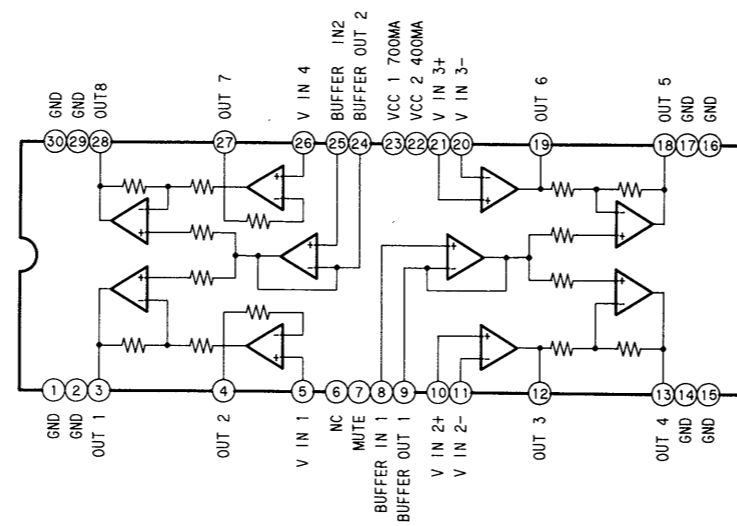 GND
GND
OUT8
OUT 7
V IN 4
BUFFER IN2
BUFFER OUT 2
VCC 1 700MA
VCC 2 400MA
V IN 3+
V IN 3-
OUT 6
OUT 5
GND
GND
30 29 28 27 26 25 24 23 22 21 20 19 18 17 16
+ - + - + - - + - + - +
+ - - + + - + - + - + -
1 2 3 4 5 6 7 8 9 10 11 12 13 14 15
GND
GND
OUT 1
OUT 2
V IN 1
NC
MUTE
BUFFER IN 1
BUFFER OUT 1
V IN 2+
V IN 2-
OUT 3
OUT 4
GND
GND